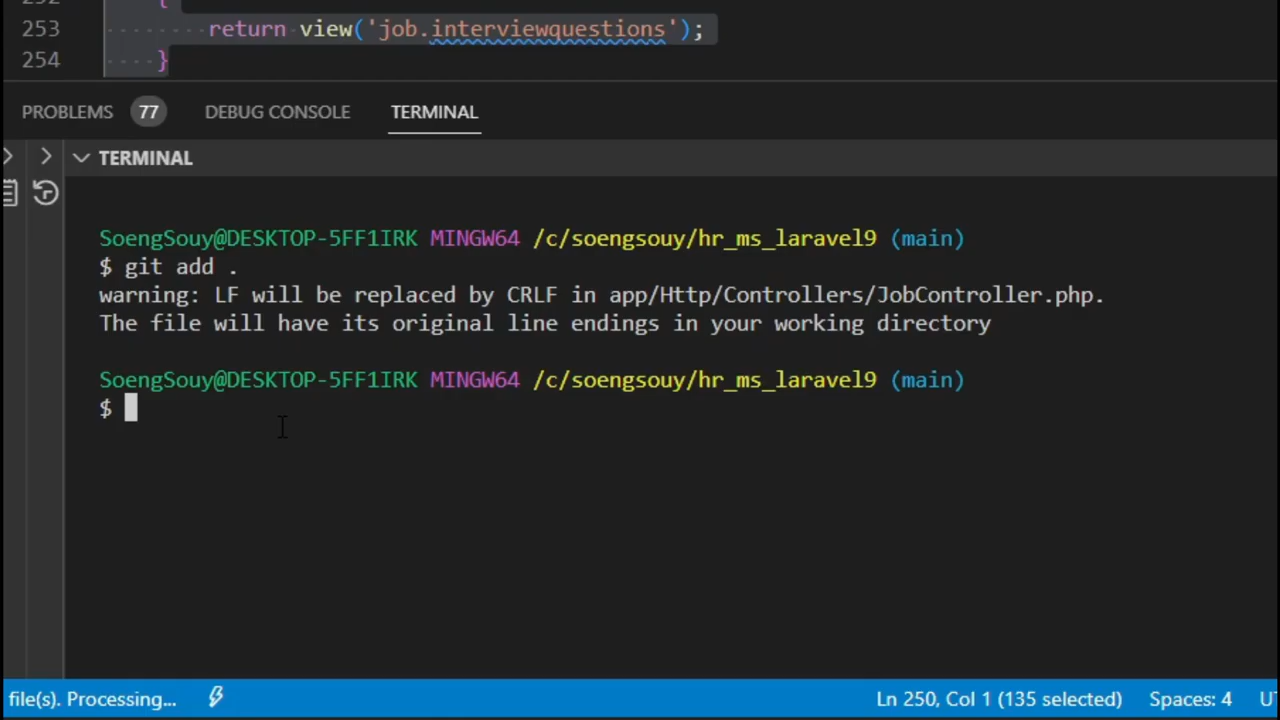 252 {
253 return view('job.interviewquestions');
254 }
PROBLEMS 77 DEBUG CONSOLE TERMINAL
TERMINAL
SoengSouy@DESKTOP-5FF1IRK MINGW64 /c/soengsouy/hr_ms_laravel9 (main)
$ git add .
warning: LF will be replaced by CRLF in app/Http/Controllers/JobController.php.
The file will have its original line endings in your working directory
SoengSouy@DESKTOP-5FF1IRK MINGW64 /c/soengsouy/hr_ms_laravel9 (main)
$
file(s). Processing... Ln 250, Col 1 (135 selected) Spaces: 4